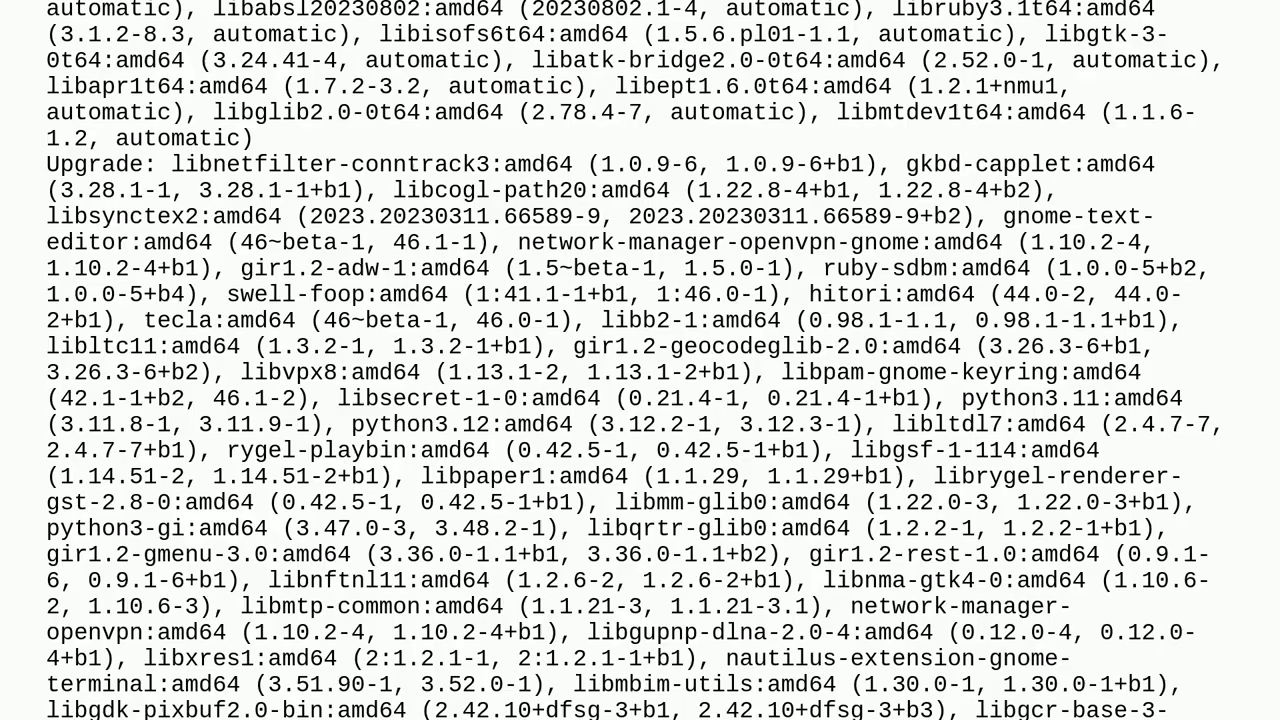 automatic), libabsl20230802:amd64 (20230802.1-4, automatic), libruby3.1t64:amd64
(3.1.2-8.3, automatic), libisofs6t64:amd64 (1.5.6.pl01-1.1, automatic), libgtk-3-
0t64:amd64 (3.24.41-4, automatic), libatk-bridge2.0-0t64:amd64 (2.52.0-1, automatic),
libapr1t64:amd64 (1.7.2-3.2, automatic), libept1.6.0t64:amd64 (1.2.1+nmu1,
automatic), libglib2.0-0t64:amd64 (2.78.4-7, automatic), libmtdev1t64:amd64 (1.1.6-
1.2, automatic)
Upgrade: libnetfilter-conntrack3:amd64 (1.0.9-6, 1.0.9-6+b1), gkbd-capplet:amd64
(3.28.1-1, 3.28.1-1+b1), libcogl-path20:amd64 (1.22.8-4+b1, 1.22.8-4+b2),
libsynctex2:amd64 (2023.20230311.66589-9, 2023.20230311.66589-9+b2), gnome-text-
editor:amd64 (46~beta-1, 46.1-1), network-manager-openvpn-gnome:amd64 (1.10.2-4,
1.10.2-4+b1), gir1.2-adw-1:amd64 (1.5~beta-1, 1.5.0-1), ruby-sdbm:amd64 (1.0.0-5+b2,
1.0.0-5+b4), swell-foop:amd64 (1:41.1-1+b1, 1:46.0-1), hitori:amd64 (44.0-2, 44.0-
2+b1), tecla:amd64 (46~beta-1, 46.0-1), libb2-1:amd64 (0.98.1-1.1, 0.98.1-1.1+b1),
libltc11:amd64 (1.3.2-1, 1.3.2-1+b1), gir1.2-geocodeglib-2.0:amd64 (3.26.3-6+b1,
3.26.3-6+b2), libvpx8:amd64 (1.13.1-2, 1.13.1-2+b1), libpam-gnome-keyring:amd64
(42.1-1+b2, 46.1-2), libsecret-1-0:amd64 (0.21.4-1, 0.21.4-1+b1), python3.11:amd64
(3.11.8-1, 3.11.9-1), python3.12:amd64 (3.12.2-1, 3.12.3-1), libltdl7:amd64 (2.4.7-7,
2.4.7-7+b1), rygel-playbin:amd64 (0.42.5-1, 0.42.5-1+b1), libgsf-1-114:amd64
(1.14.51-2, 1.14.51-2+b1), libpaper1:amd64 (1.1.29, 1.1.29+b1), librygel-renderer-
gst-2.8-0:amd64 (0.42.5-1, 0.42.5-1+b1), libmm-glib0:amd64 (1.22.0-3, 1.22.0-3+b1),
python3-gi:amd64 (3.47.0-3, 3.48.2-1), libqrtr-glib0:amd64 (1.2.2-1, 1.2.2-1+b1),
gir1.2-gmenu-3.0:amd64 (3.36.0-1.1+b1, 3.36.0-1.1+b2), gir1.2-rest-1.0:amd64 (0.9.1-
6, 0.9.1-6+b1), libnftnl11:amd64 (1.2.6-2, 1.2.6-2+b1), libnma-gtk4-0:amd64 (1.10.6-
2, 1.10.6-3), libmtp-common:amd64 (1.1.21-3, 1.1.21-3.1), network-manager-
openvpn:amd64 (1.10.2-4, 1.10.2-4+b1), libgupnp-dlna-2.0-4:amd64 (0.12.0-4, 0.12.0-
4+b1), libxres1:amd64 (2:1.2.1-1, 2:1.2.1-1+b1), nautilus-extension-gnome-
terminal:amd64 (3.51.90-1, 3.52.0-1), libmbim-utils:amd64 (1.30.0-1, 1.30.0-1+b1),
libgdk-pixbuf2.0-bin:amd64 (2.42.10+dfsg-3+b1, 2.42.10+dfsg-3+b3), libgcr-base-3-